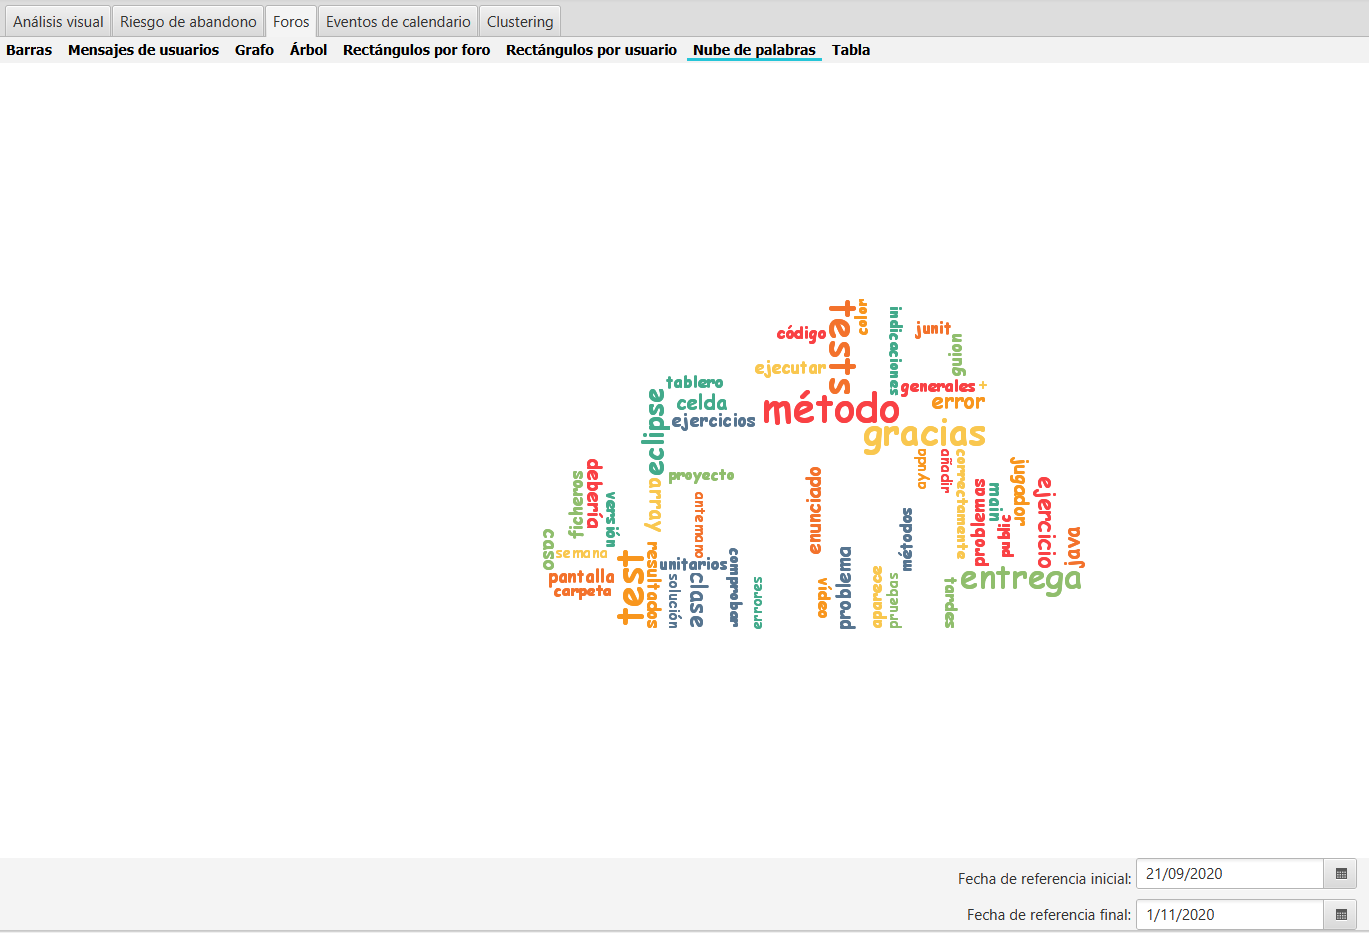 Análisis visual Riesgo de abandono Foros Eventos de calendario Clustering
Barras Mensajes de usuarios Grafo Árbol Rectángulos por foro Rectángulos por usuario Nube de palabras Tabla
tests
color
indicaciones
código
junit
guion
ejecutar
tablero
generales
+
eclipse
celda
método
error
ejercicios
gracias
ayuda
añadir
correctamente
debería
ficheros
proyecto
enunciado
jugador
array
problemas
main
ejercicio
versión
antemano
métodos
public
java
caso
semana
test
resultados
unitarios
comprobar
problema
pantalla
solución
clase
errores
vídeo
aparece
pruebas
tardes
entrega
carpeta
Fecha de referencia inicial: 21/09/2020
Fecha de referencia final: 1/11/2020